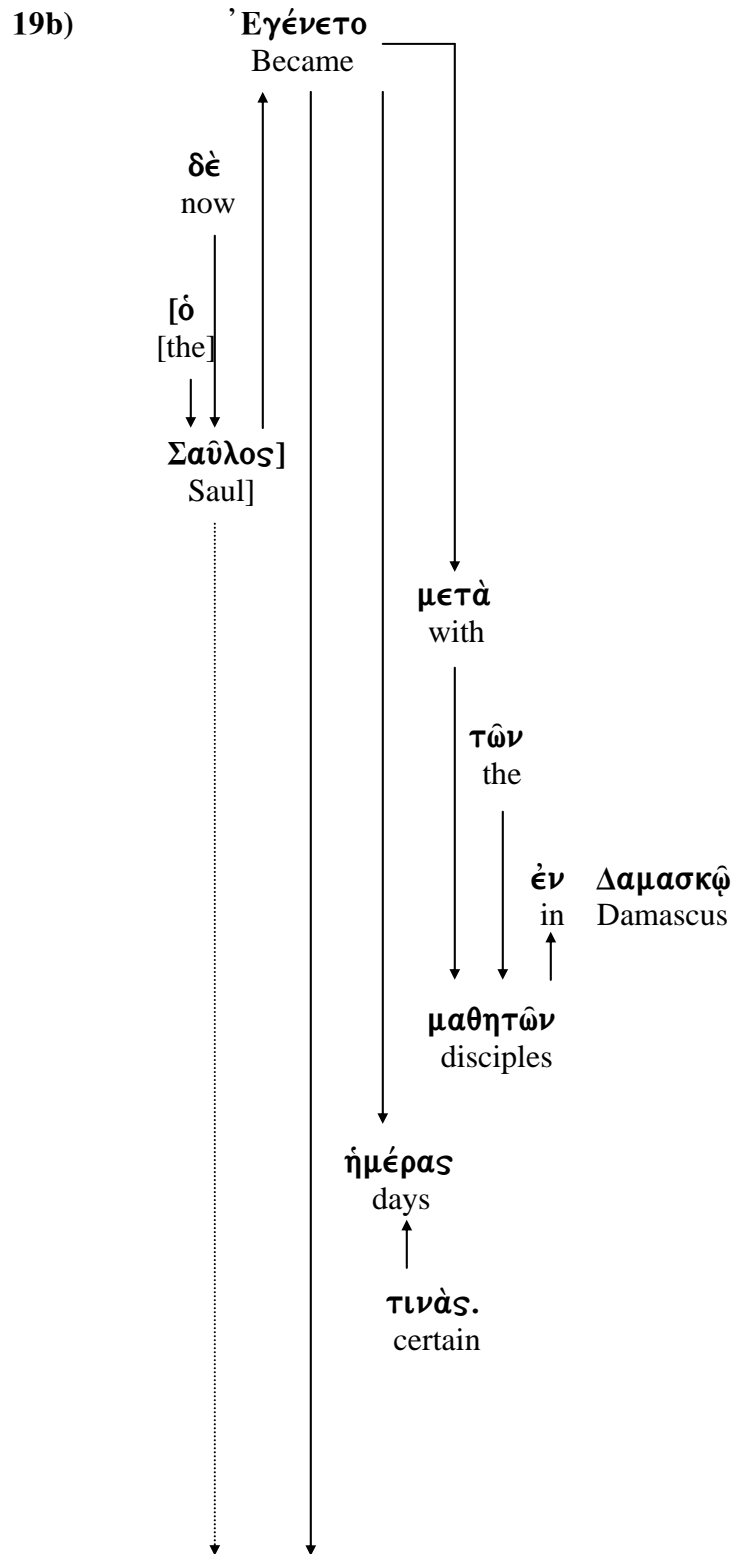 19b) ᾿Εγένετο
Became
δὲ
now
[ὁ
[the]
Σαῦλος]
Saul]
μετὰ
with
τῶν
the
ἐν Δαμασκῷ
in Damascus
μαθητῶν
disciples
ἡμέρας
days
τινὰς.
certain